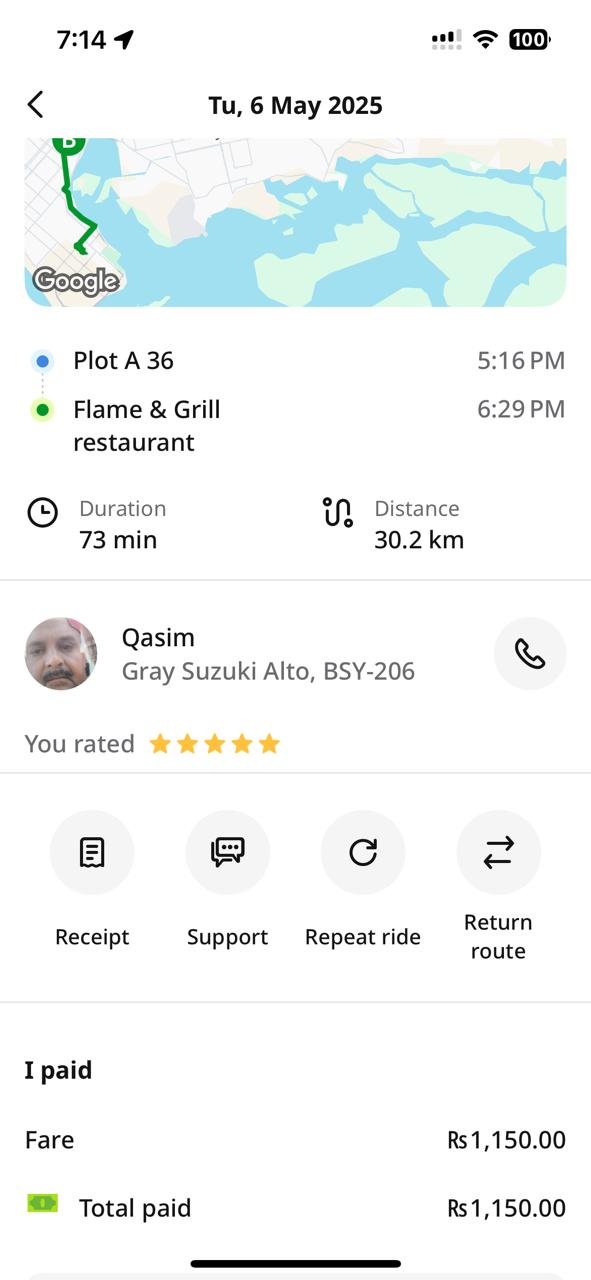 7:14
100
Tu, 6 May 2025
B
Google
Plot A 36
5:16 PM
Flame & Grill
restaurant
6:29 PM
Duration
73 min
Distance
30.2 km
Qasim
Gray Suzuki Alto, BSY-206
You rated
Receipt
Support
Repeat ride
Return
route
I paid
Fare
₨1,150.00
Total paid
₨1,150.00